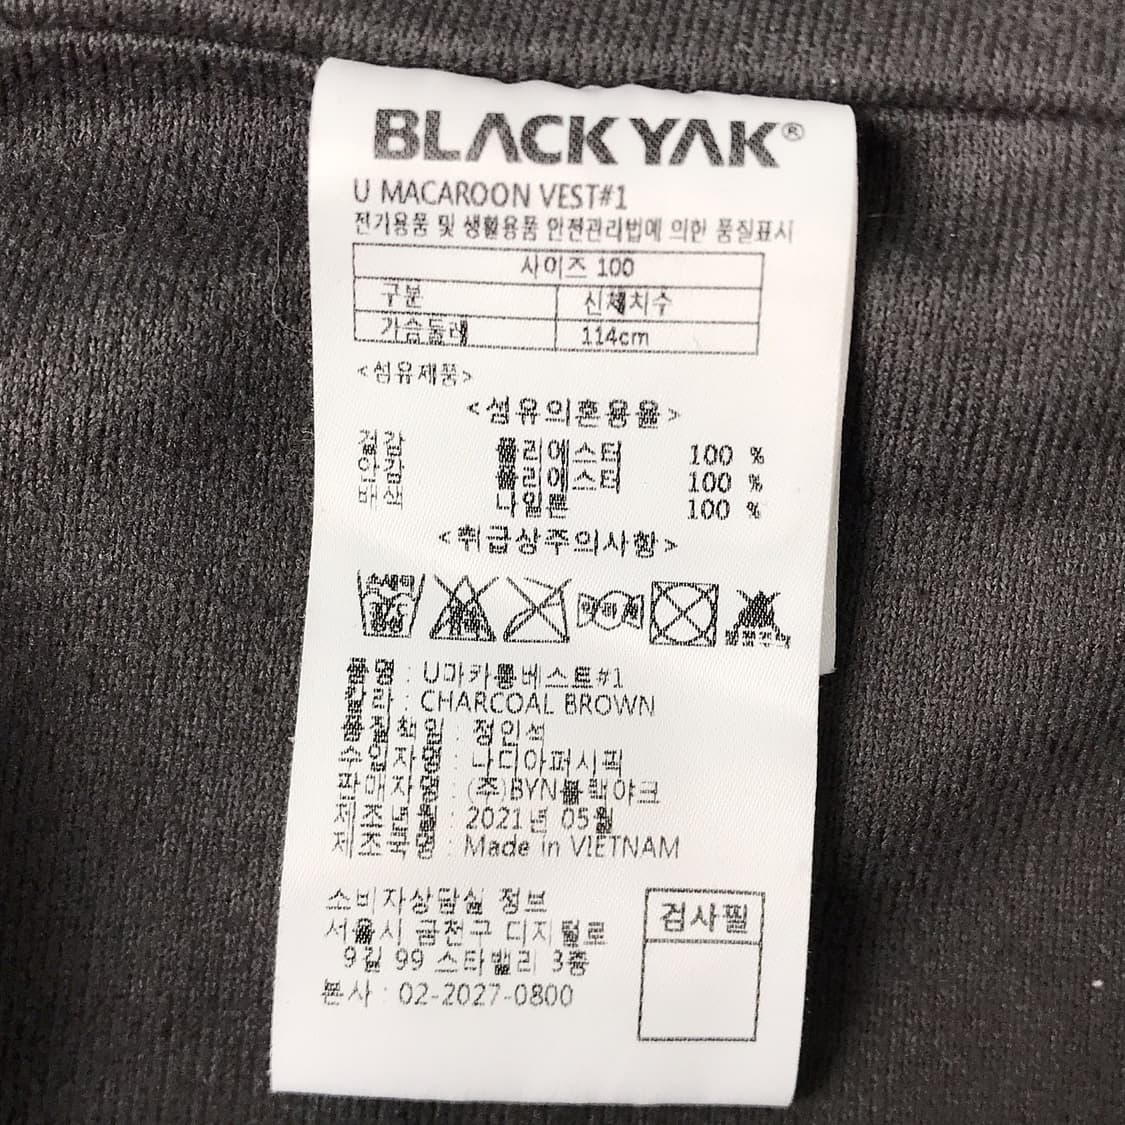 BLACK YAK®
U MACAROON VEST#1
전기용품 및 생활용품 안전관리법에 의한 품질표시
사이즈 100
구분 신체치수
가슴둘레 114cm
<섬유제품>
<섬유의혼용율>
겉감 폴리에스터 100 %
안감 폴리에스터 100 %
배색 나일론 100 %
<취급상주의사항>
손세탁
품명 : U마카롱베스트#1
칼라 : CHARCOAL BROWN
품질책임 : 정인석
수입자명 : 나디아퍼시픽
판매자명 : (주)BYN블랙야크
제조년월 : 2021년 05월
제조국명 : Made in VIETNAM
소비자상담실 정보
서울시 금천구 디지털로
9길 99 스타밸리 3층
본사 : 02-2027-0800
검사필